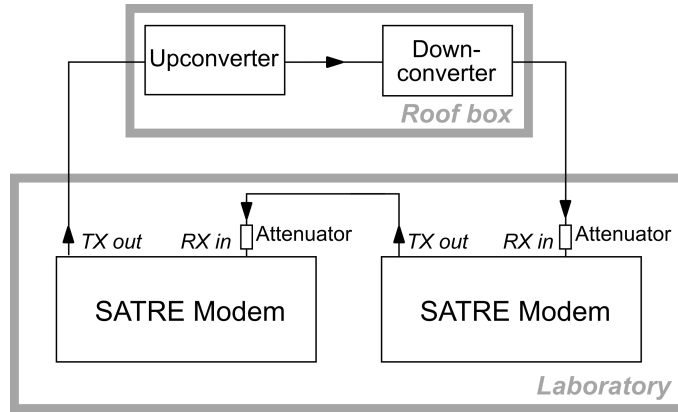 Upconverter
Down-
converter
Roof box
TX out
RX in
Attenuator
TX out
RX in
Attenuator
SATRE Modem
SATRE Modem
Laboratory